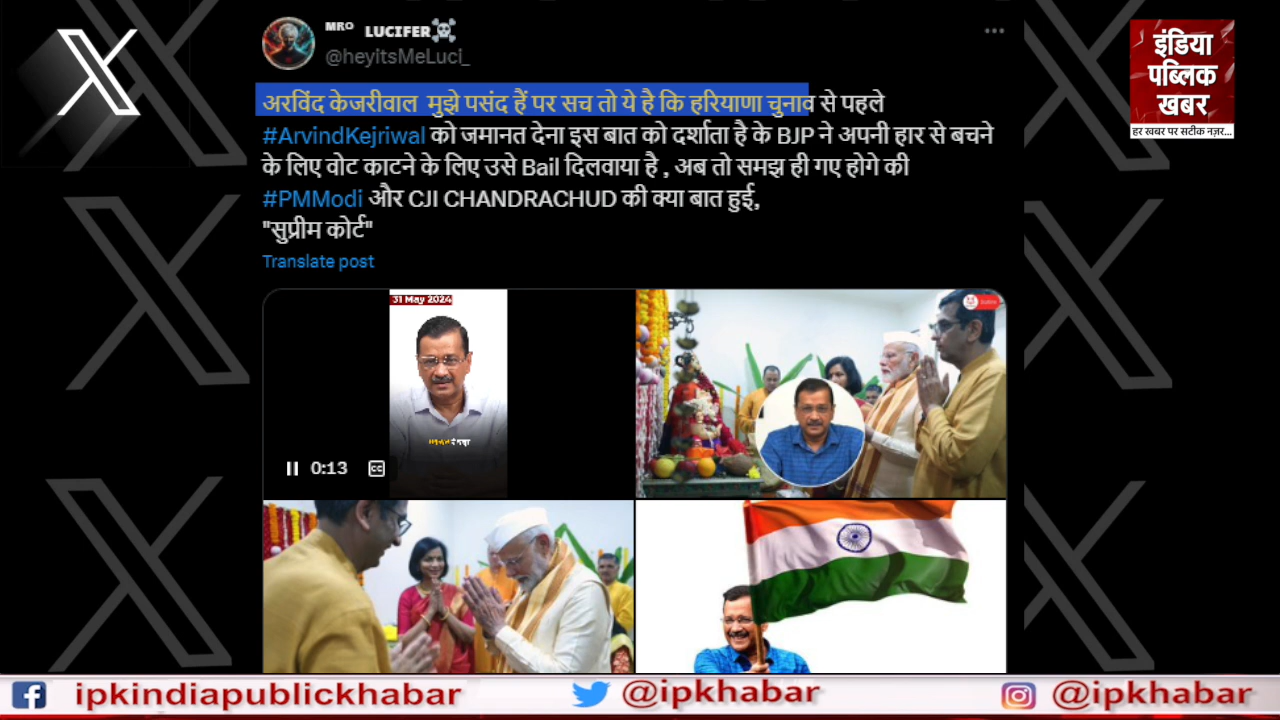 ᴹᴿᴼ LUCIFER☠️
@heyitsMeLuci_
इंडिया
पब्लिक
खबर
हर खबर पर सटीक नज़र...
अरविंद केजरीवाल मुझे पसंद हैं पर सच तो ये है कि हरियाणा चुनाव से पहले
#ArvindKejriwal को जमानत देना इस बात को दर्शाता है के BJP ने अपनी हार से बचने
के लिए वोट काटने के लिए उसे Bail दिलवाया है , अब तो समझ ही गए होगे की
#PMModi और CJI CHANDRACHUD की क्या बात हुई,
"सुप्रीम कोर्ट"
Translate post
31 May 2024
0:13
CC
ipkindiapublickhabar
@ipkhabar
@ipkhabar